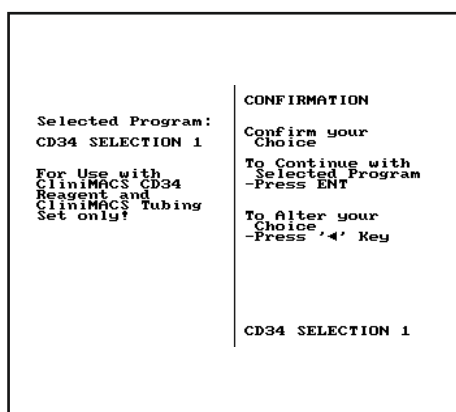 Selected Program:
CD34 SELECTION 1
For Use with
CliniMACS CD34
Reagent and
CliniMACS Tubing
Set only!
CONFIRMATION
Confirm your
Choice
To Continue with
Selected Program
-Press ENT
To Alter your
Choice
-Press '◄' Key
CD34 SELECTION 1